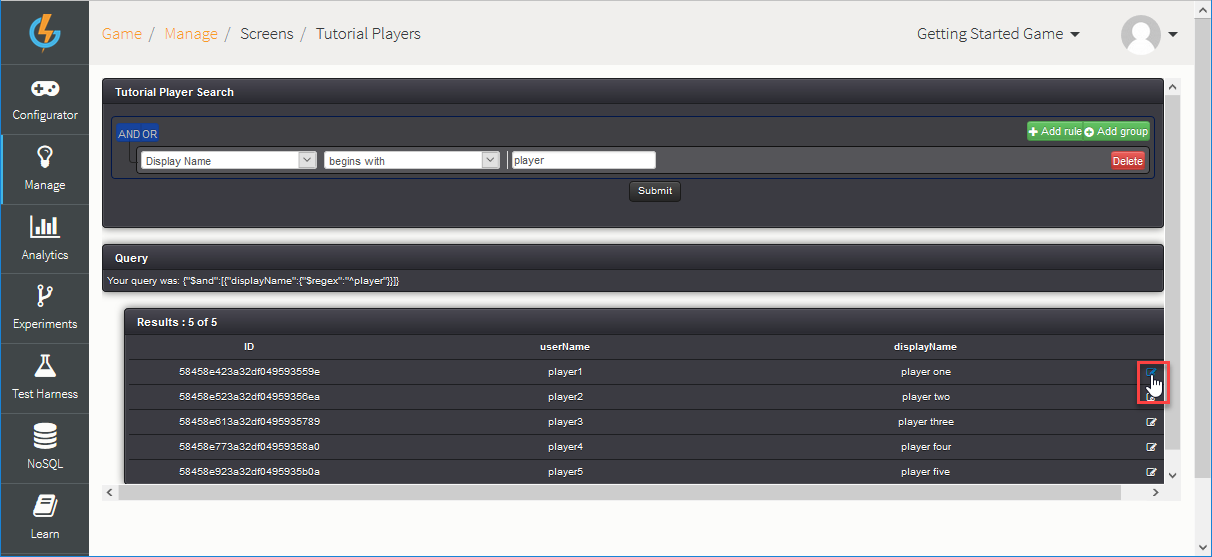 Game / Manage / Screens / Tutorial Players
Getting Started Game
Configurator
Manage
Analytics
Experiments
Test Harness
NoSQL
Learn
Tutorial Player Search
AND OR
Add rule Add group
Display Name begins with player
Delete
Submit
Query
Your query was: {"$and":[{"displayName":{"$regex":"^player"}}]}
Results : 5 of 5
ID userName displayName
58458e423a32df049593559e player1 player one
58458e523a32df04959356ea player2 player two
58458e613a32df0495935789 player3 player three
58458e773a32df04959358a0 player4 player four
58458e923a32df0495935b0a player5 player five